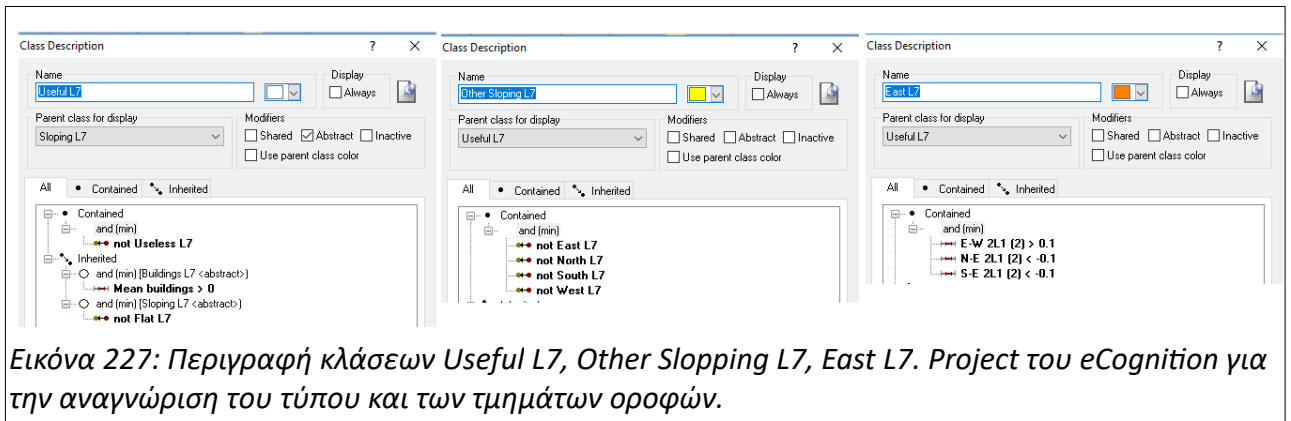 Class Description ? ×
Name
Useful L7
Display
Always
Parent class for display
Sloping L7
Modifiers
Shared Abstract Inactive
Use parent class color
All Contained Inherited
Contained
and (min)
not Useless L7
Inherited
and (min) [Buildings L7 <abstract>]
Mean buildings > 0
and (min) [Sloping L7 <abstract>]
not Flat L7
Class Description ? ×
Name
Other Sloping L7
Display
Always
Parent class for display
Useful L7
Modifiers
Shared Abstract Inactive
Use parent class color
All Contained Inherited
Contained
and (min)
not East L7
not North L7
not South L7
not West L7
Class Description ? ×
Name
East L7
Display
Always
Parent class for display
Useful L7
Modifiers
Shared Abstract Inactive
Use parent class color
All Contained Inherited
Contained
and (min)
E-W 2L1 (2) > 0.1
N-E 2L1 (2) < -0.1
S-E 2L1 (2) < -0.1
Εικόνα 227: Περιγραφή κλάσεων Useful L7, Other Slopping L7, East L7. Project του eCognition για
την αναγνώριση του τύπου και των τμημάτων οροφών.